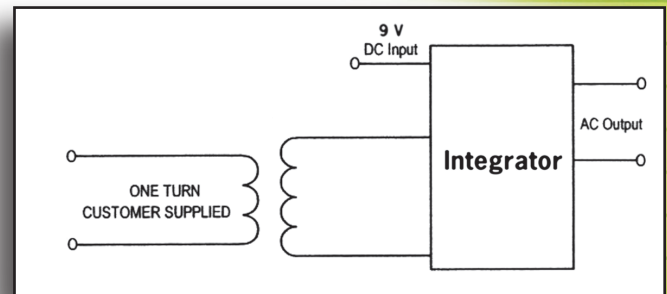 9 V
DC Input
Integrator
AC Output
ONE TURN
CUSTOMER SUPPLIED